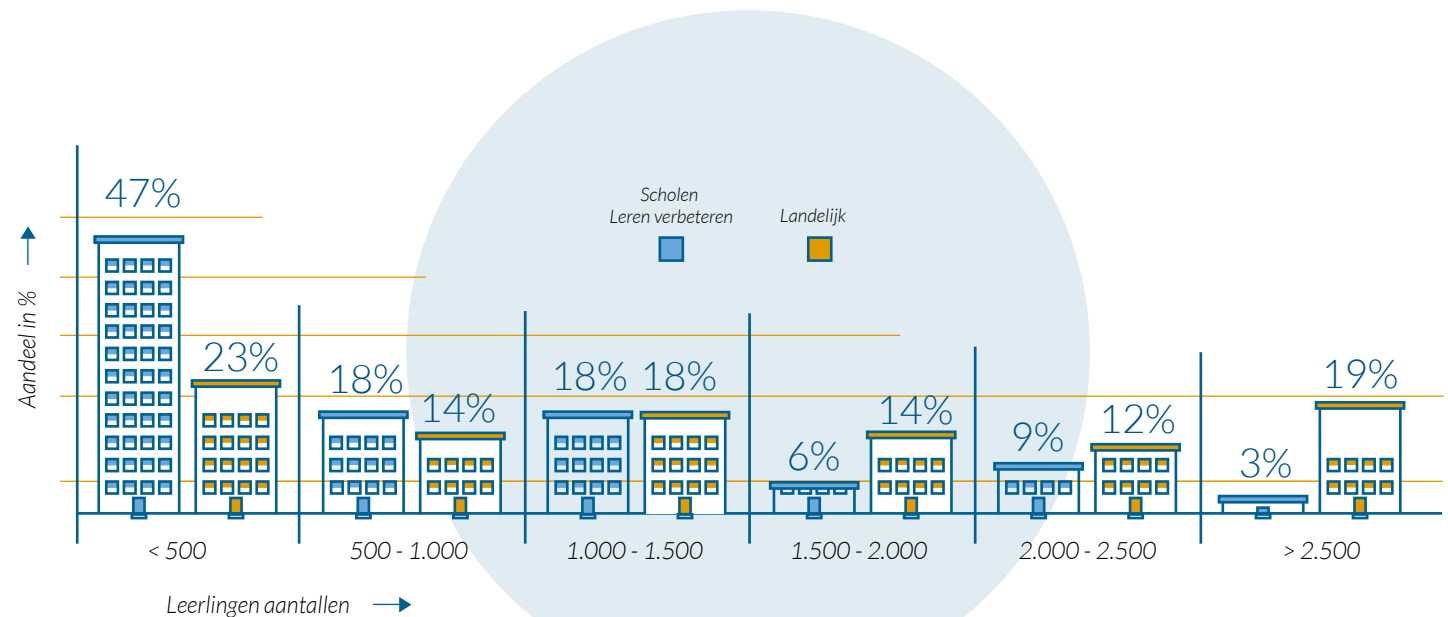 47%
Scholen
Leren verbeteren
Landelijk
Aandeel in %
23%
18%
14%
18%
18%
6%
14%
9%
12%
3%
19%
< 500
500 - 1.000
1.000 - 1.500
1.500 - 2.000
2.000 - 2.500
> 2.500
Leerlingen aantallen